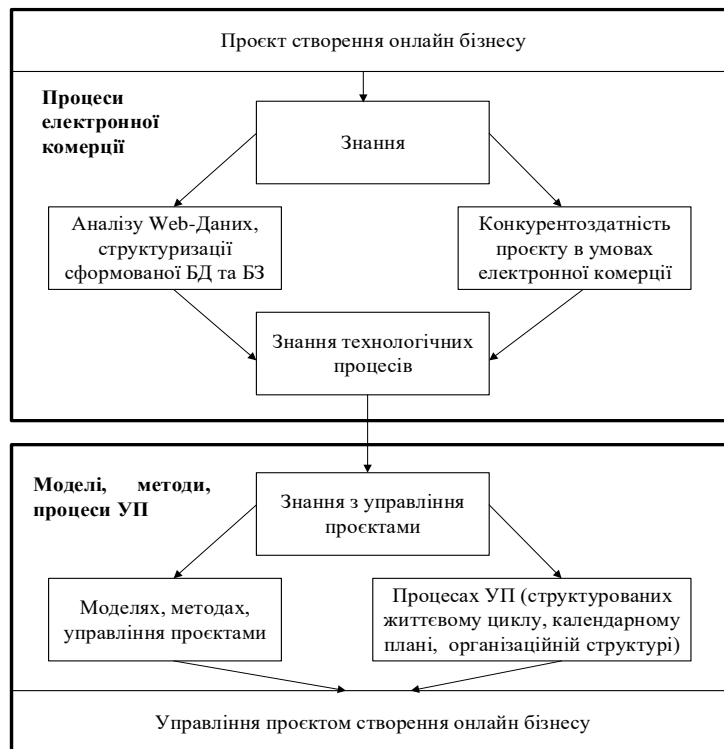 Проєкт створення онлайн бізнесу
Процеси
електронної
комерції
Знання
Аналізу Web-Даних,
структуризації
сформованої БД та БЗ
Конкурентоздатність
проєкту в умовах
електронної комерції
Знання технологічних
процесів
Моделі, методи,
процеси УП
Знання з управління
проєктами
Моделях, методах,
управління проєктами
Процесах УП (структурованих
життєвому циклу, календарному
плані, організаційній структурі)
Управління проєктом створення онлайн бізнесу